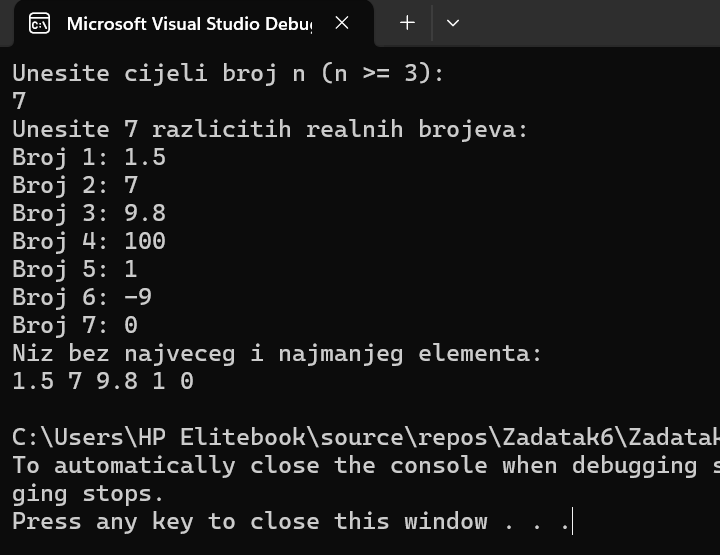 Microsoft Visual Studio Debu
Unesite cijeli broj n (n >= 3):
7
Unesite 7 razlicitih realnih brojeva:
Broj 1: 1.5
Broj 2: 7
Broj 3: 9.8
Broj 4: 100
Broj 5: 1
Broj 6: -9
Broj 7: 0
Niz bez najveceg i najmanjeg elementa:
1.5 7 9.8 1 0
C:\Users\HP Elitebook\source\repos\Zadatak6\Zadatak
To automatically close the console when debugging s
ging stops.
Press any key to close this window . . .